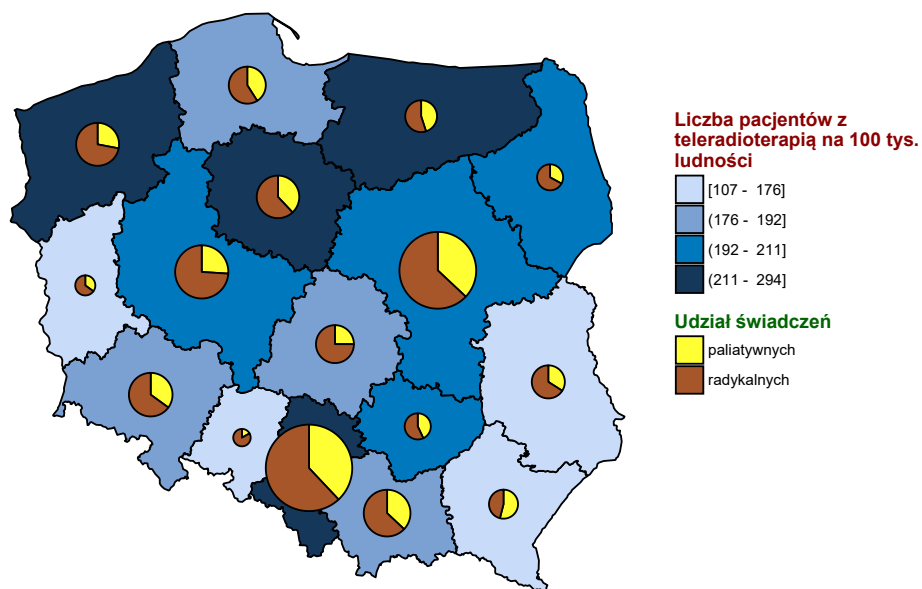 Liczba pacjentów z
teleradioterapią na 100 tys.
ludności
[107 - 176]
(176 - 192]
(192 - 211]
(211 - 294]
Udział świadczeń
paliatywnych
radykalnych